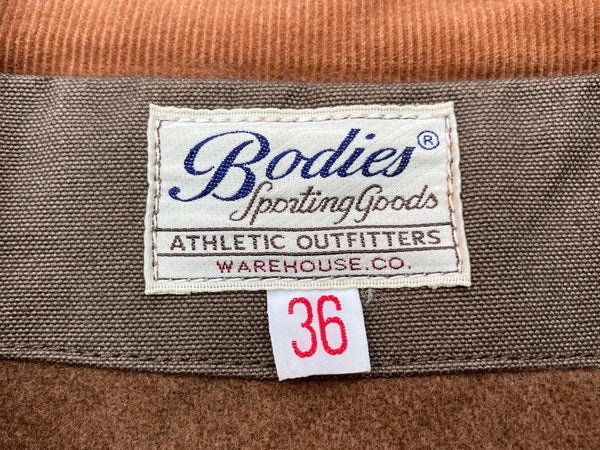 Bodies®
Sporting Goods
ATHLETIC OUTFITTERS
WAREHOUSE.CO.
36